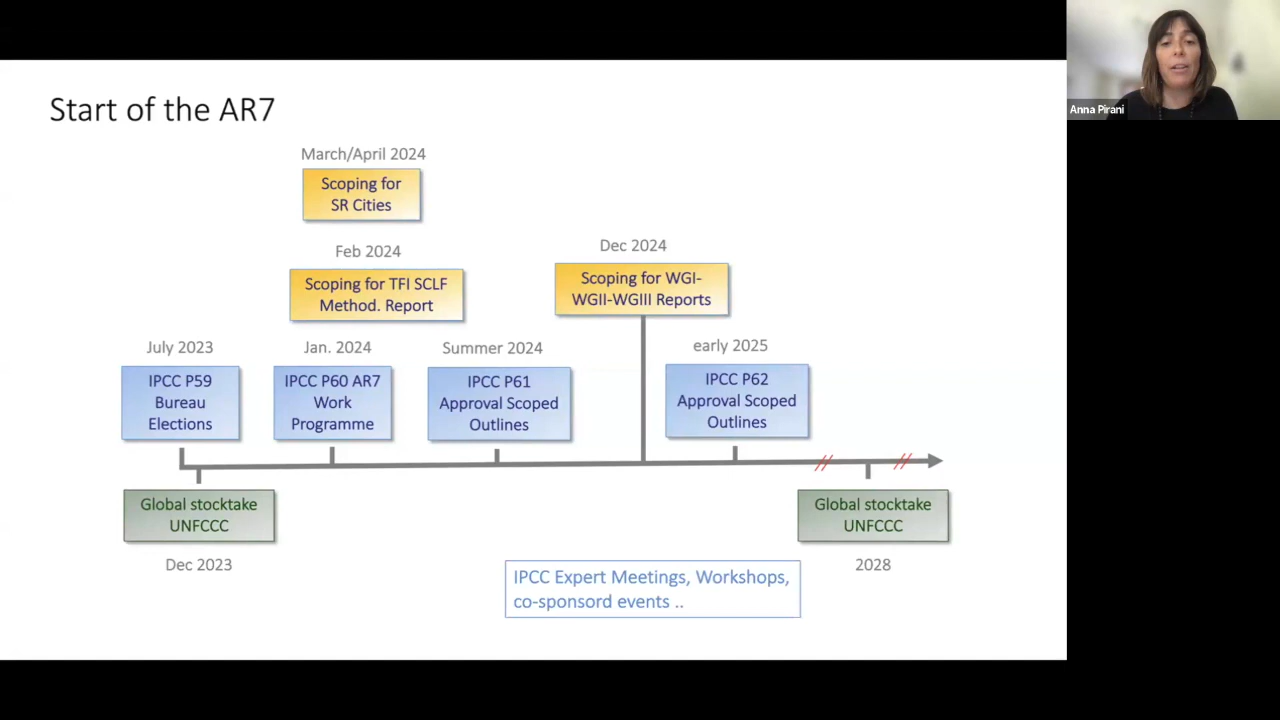 Start of the AR7
March/April 2024
Scoping for
SR Cities
Feb 2024
Scoping for TFI SCLF
Method. Report
Dec 2024
Scoping for WGI-
WGII-WGIII Reports
July 2023
IPCC P59
Bureau
Elections
Jan. 2024
IPCC P60 AR7
Work
Programme
Summer 2024
IPCC P61
Approval Scoped
Outlines
early 2025
IPCC P62
Approval Scoped
Outlines
Global stocktake
UNFCCC
Dec 2023
Global stocktake
UNFCCC
2028
IPCC Expert Meetings, Workshops,
co-sponsord events ..
Anna Pirani